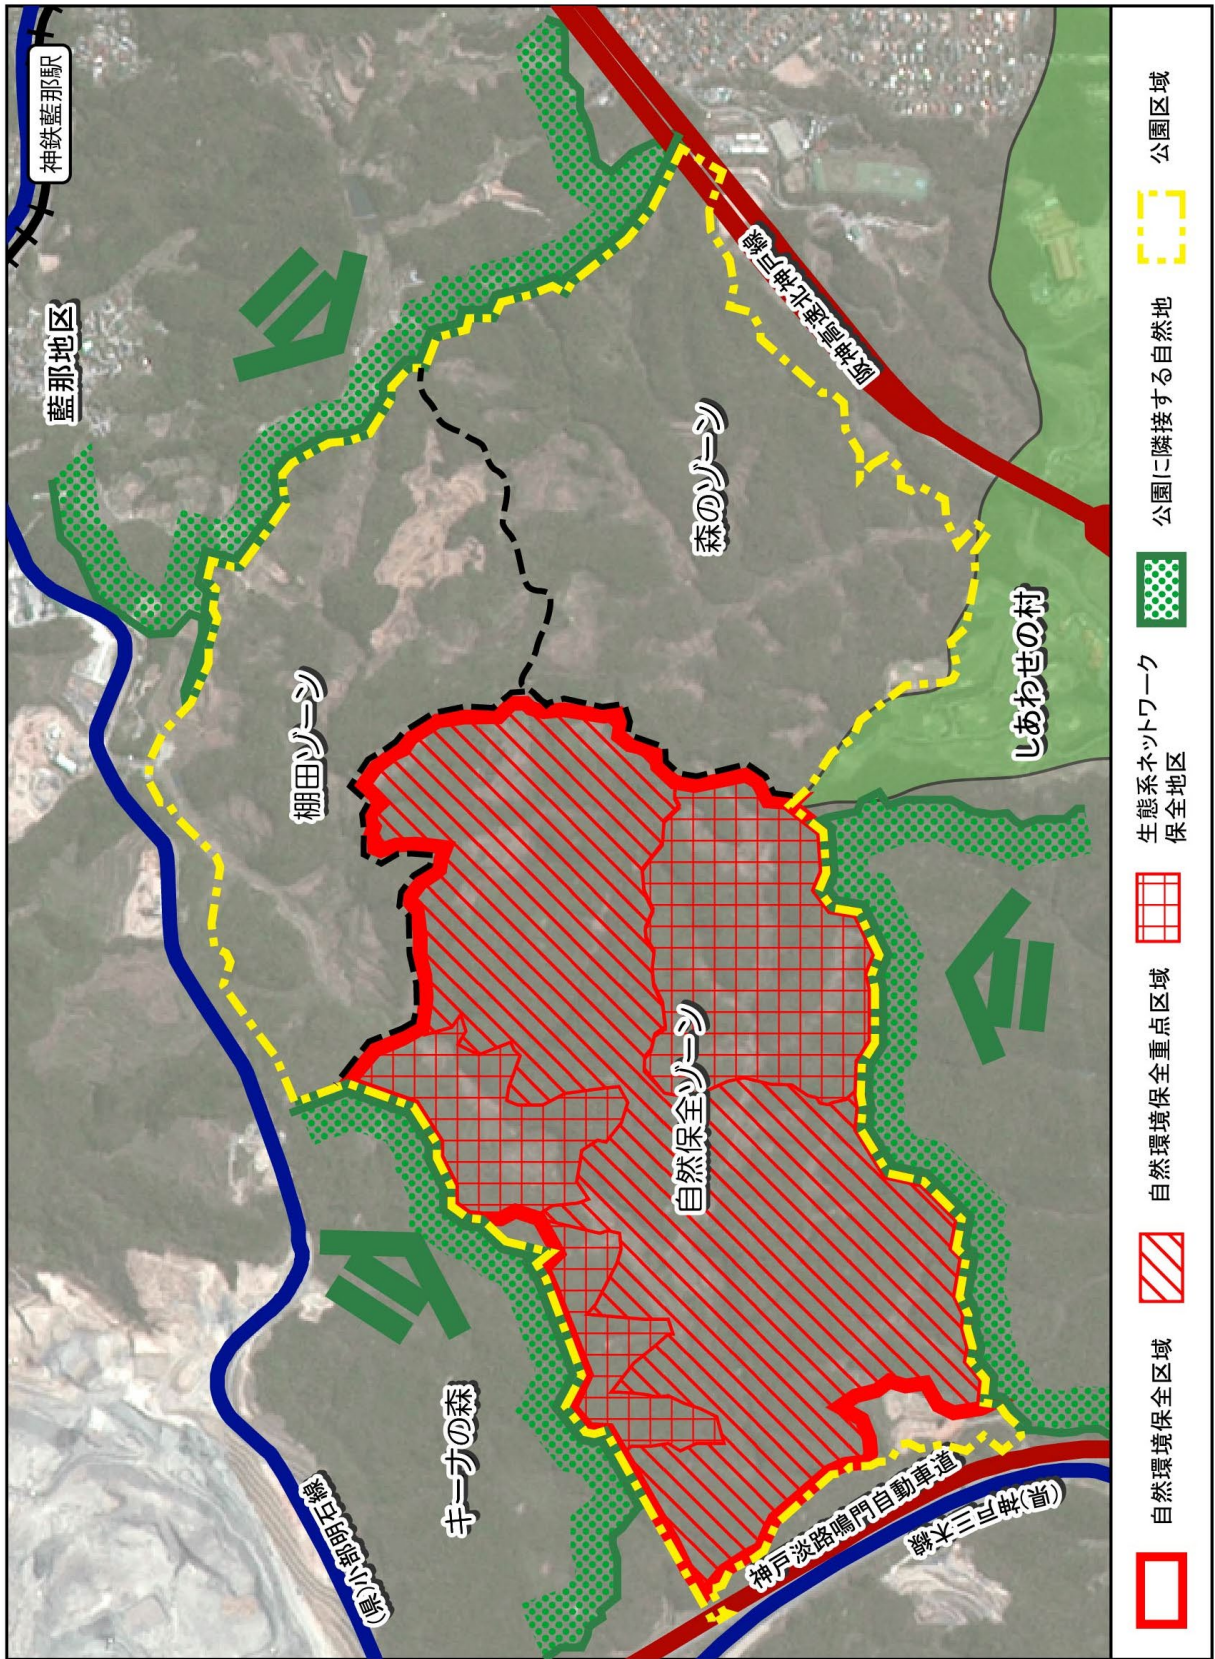 神鉄藍那駅
藍那地区
棚田ゾーン
森のゾーン
阪神高速北神戸線
しあわせの村
自然保全ゾーン
キーナの森
(県)小部明石線
神戸淡路鳴門自動車道
(県)神戸三木線
自然環境保全区域
自然環境保全重点区域
生態系ネットワーク
保全地区
公園に隣接する自然地
公園区域